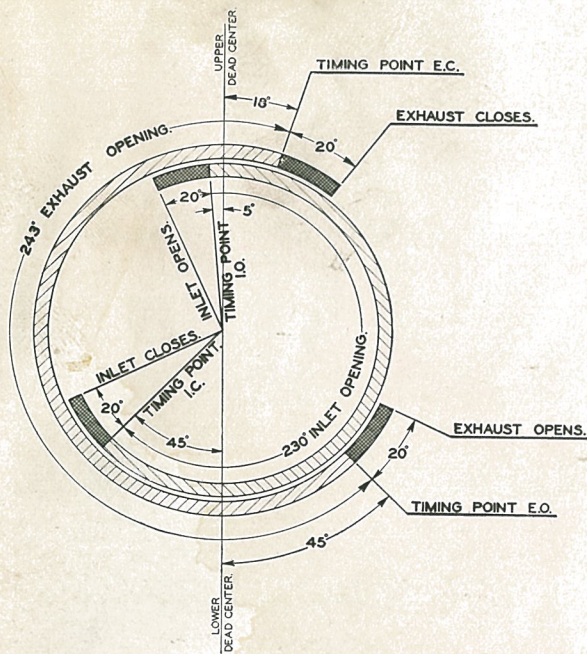 UPPER
DEAD CENTER.
TIMING POINT E.C.
18°
20°
EXHAUST CLOSES.
243° EXHAUST OPENING.
20°
5°
INLET OPENS.
TIMING POINT
I.O.
INLET CLOSES.
TIMING POINT.
I.C.
20°
45°
230° INLET OPENING.
EXHAUST OPENS.
20°
TIMING POINT E.O.
45°
LOWER
DEAD CENTER.